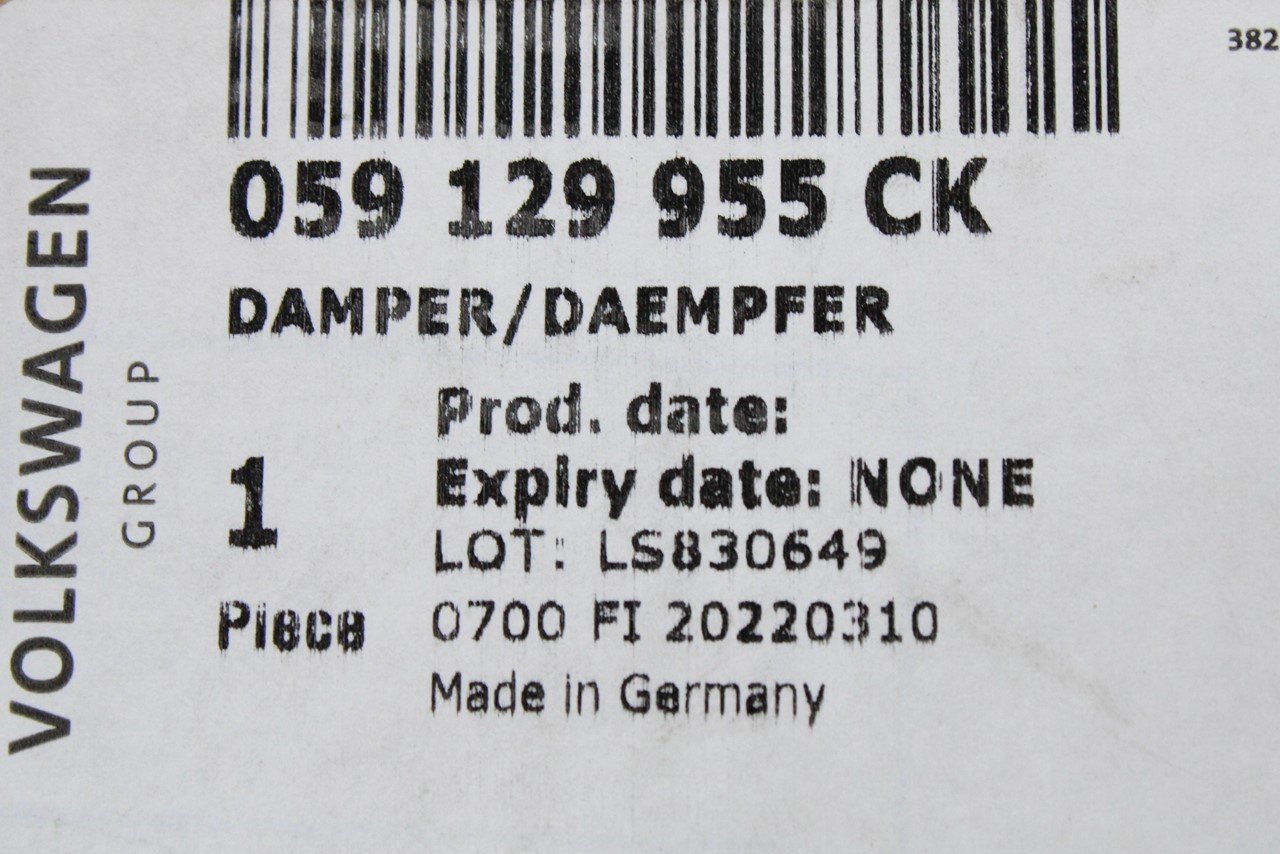 382
059 129 955 CK
DAMPER/DAEMPFER
Prod. date:
Expiry date: NONE
1
LOT: LS830649
Piece
0700 FI 20220310
Made in Germany
VOLKSWAGEN
GROUP